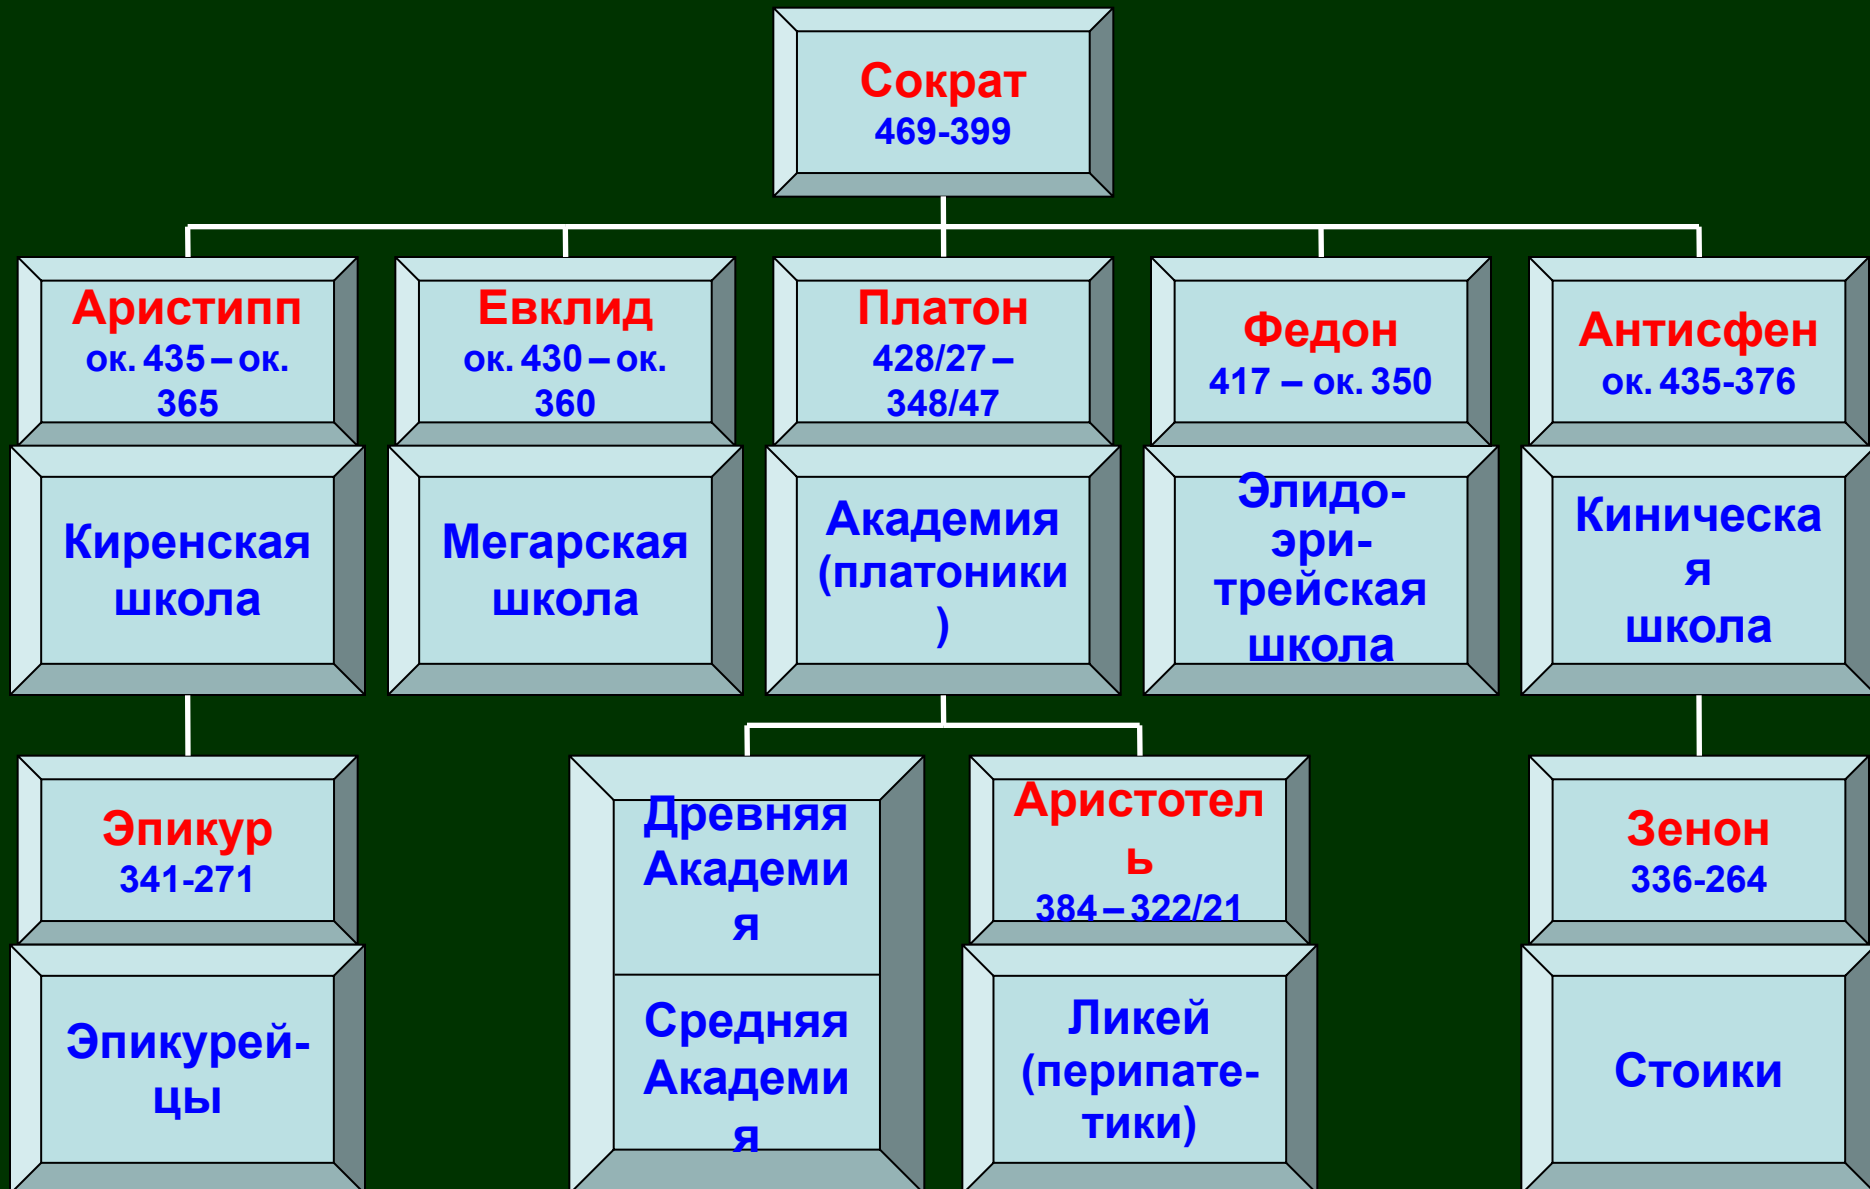 Сократ
469-399
Аристипп
ок. 435 – ок.
365
Киренская
школа
Евклид
ок. 430 – ок.
360
Мегарская
школа
Платон
428/27 –
348/47
Академия
(платоники
)
Федон
417 – ок. 350
Элидо-
эри-
трейская
школа
Антисфен
ок. 435-376
Киническа
я
школа
Эпикур
341-271
Эпикурей-
цы
Древняя
Академи
я
Средняя
Академи
я
Аристотел
ь
384 – 322/21
Ликей
(перипате-
тики)
Зенон
336-264
Стоики